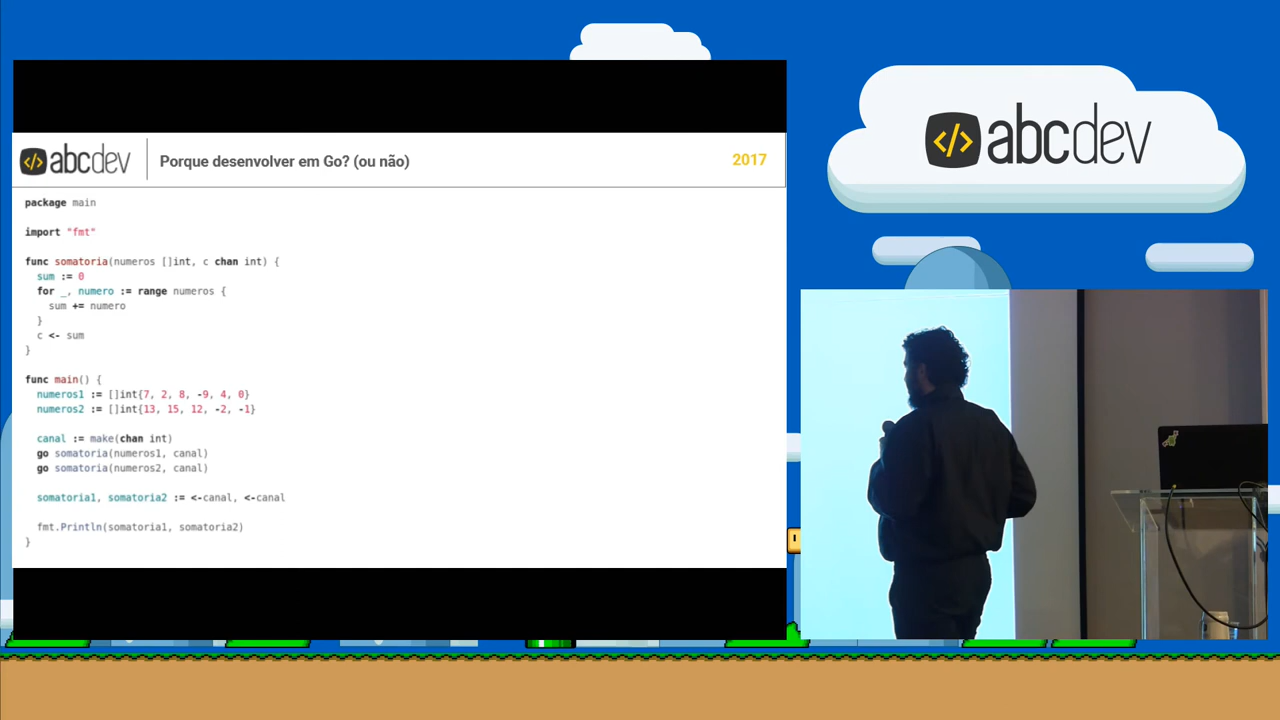 </> abcdev
Porque desenvolver em Go? (ou não)
2017
package main
import "fmt"
func somatoria(numeros []int, c chan int) {
sum := 0
for _, numero := range numeros {
sum += numero
}
c <- sum
}
func main() {
numeros1 := []int{7, 2, 8, -9, 4, 0}
numeros2 := []int{13, 15, 12, -2, -1}
canal := make(chan int)
go somatoria(numeros1, canal)
go somatoria(numeros2, canal)
somatoria1, somatoria2 := <-canal, <-canal
fmt.Println(somatoria1, somatoria2)
}
</> abcdev